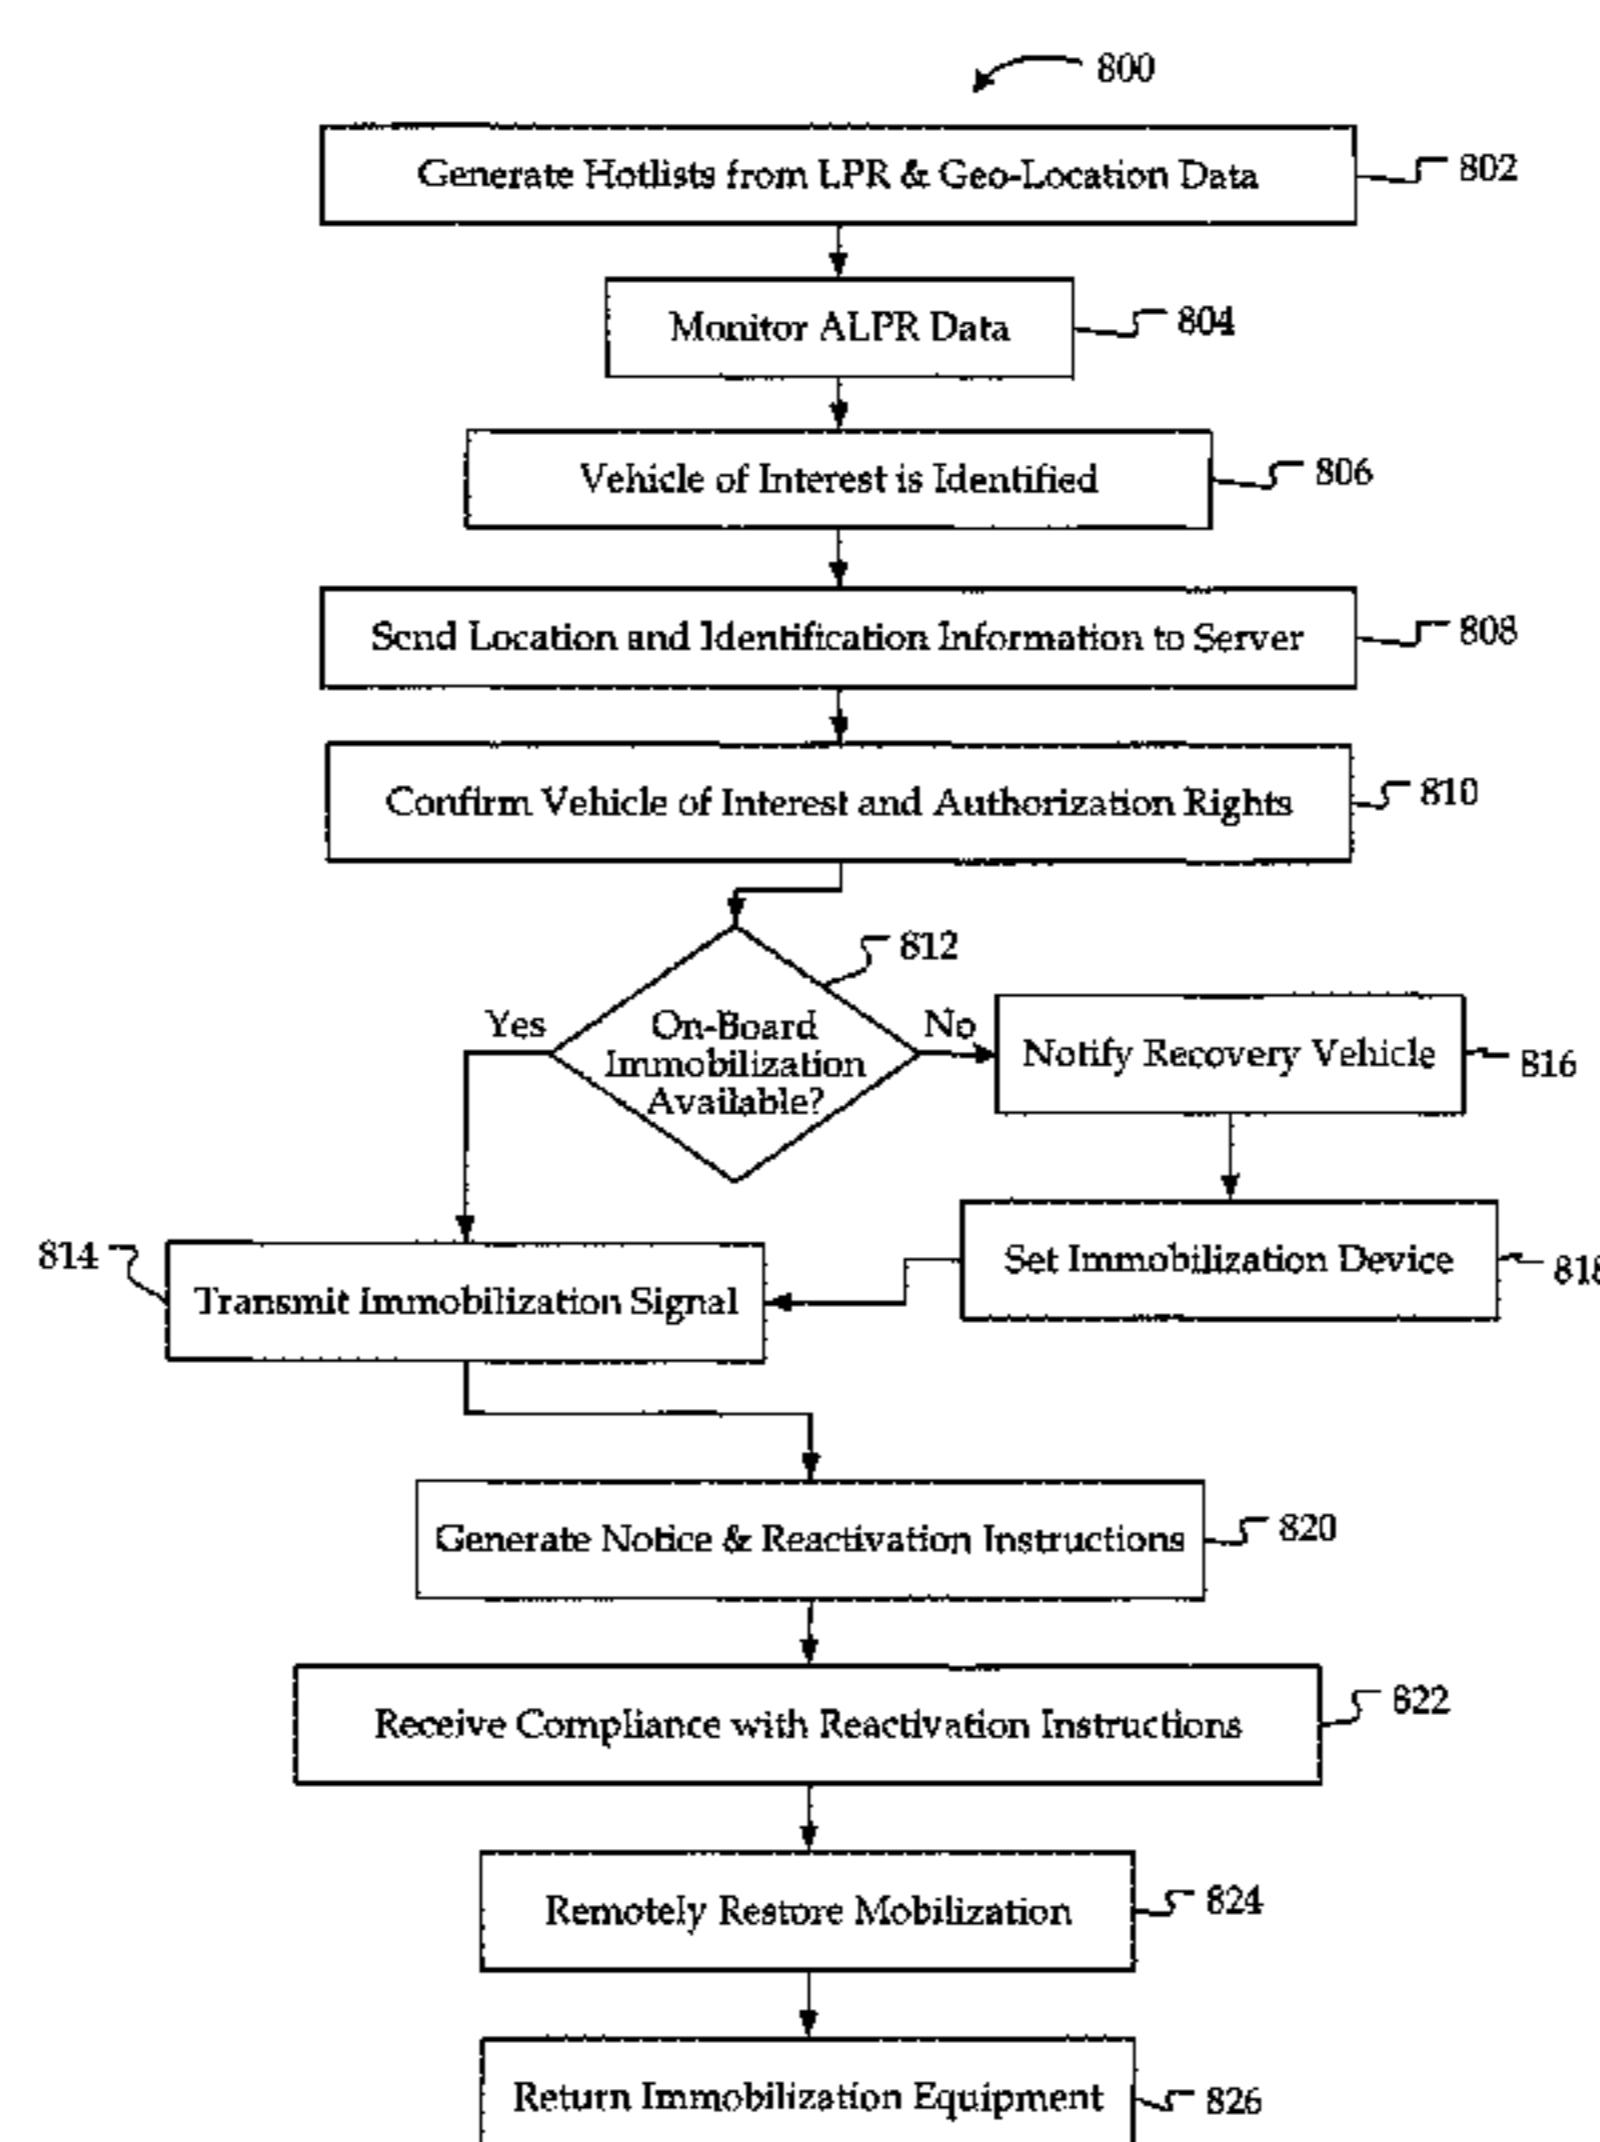 800
Generate Hotlists from LPR & Geo-Location Data
802
Monitor ALPR Data
804
Vehicle of Interest is Identified
806
Send Location and Identification Information to Server
808
Confirm Vehicle of Interest and Authorization Rights
810
812
Yes
On-Board
Immobilization
Available?
No
Notify Recovery Vehicle
816
814
Transmit Immobilization Signal
Set Immobilization Device
818
Generate Notice & Reactivation Instructions
820
Receive Compliance with Reactivation Instructions
822
Remotely Restore Mobilization
824
Return Immobilization Equipment
826